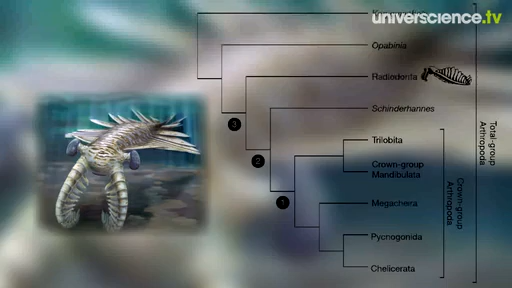 universcience.tv
Opabinia
Radiodonta
Schinderhannes
3
Trilobita
2
Crown-group
Mandibulata
1
Megacheira
Pycnogonida
Chelicerata
Crown-group
Arthropoda
Total-group
Arthropoda